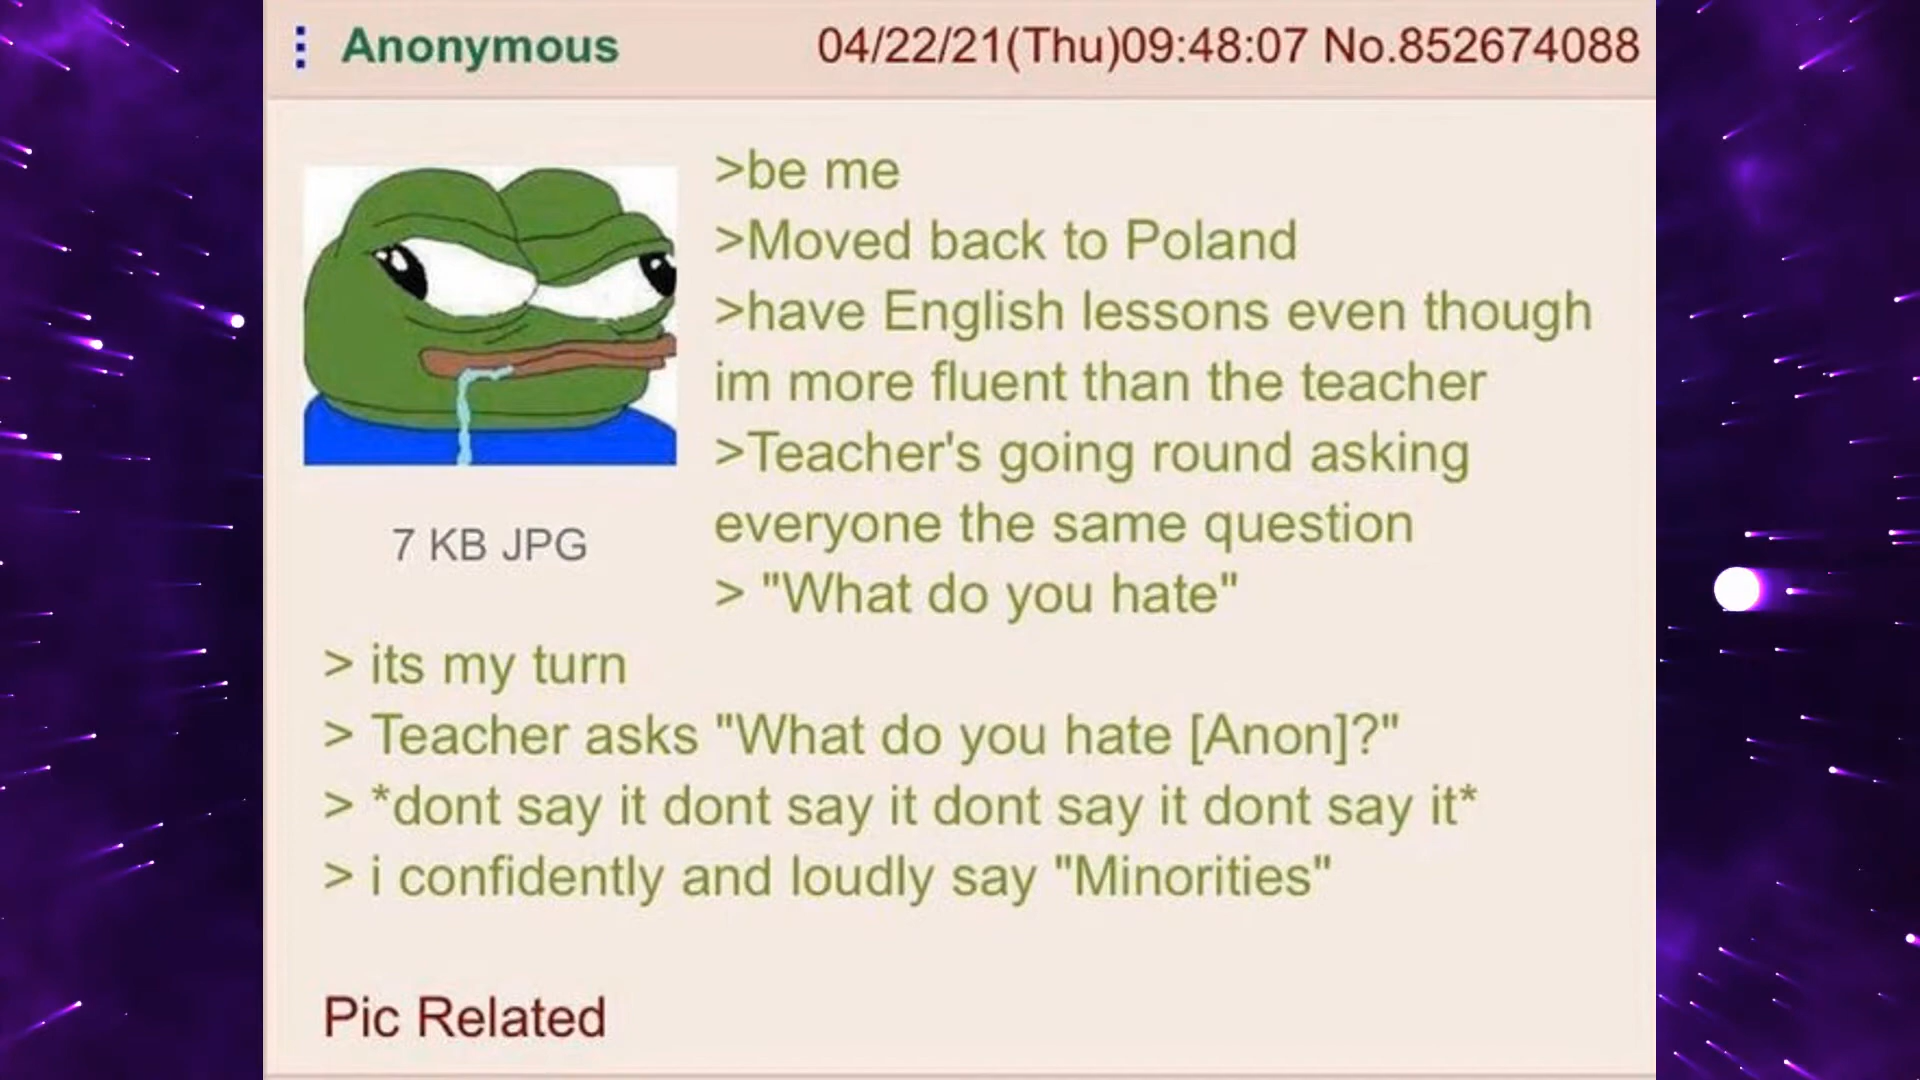 Anonymous 04/22/21(Thu)09:48:07 No.852674088
>be me
>Moved back to Poland
>have English lessons even though
im more fluent than the teacher
>Teacher's going round asking
everyone the same question
> "What do you hate"
7 KB JPG
> its my turn
> Teacher asks "What do you hate [Anon]?"
> *dont say it dont say it dont say it dont say it*
> i confidently and loudly say "Minorities"
Pic Related